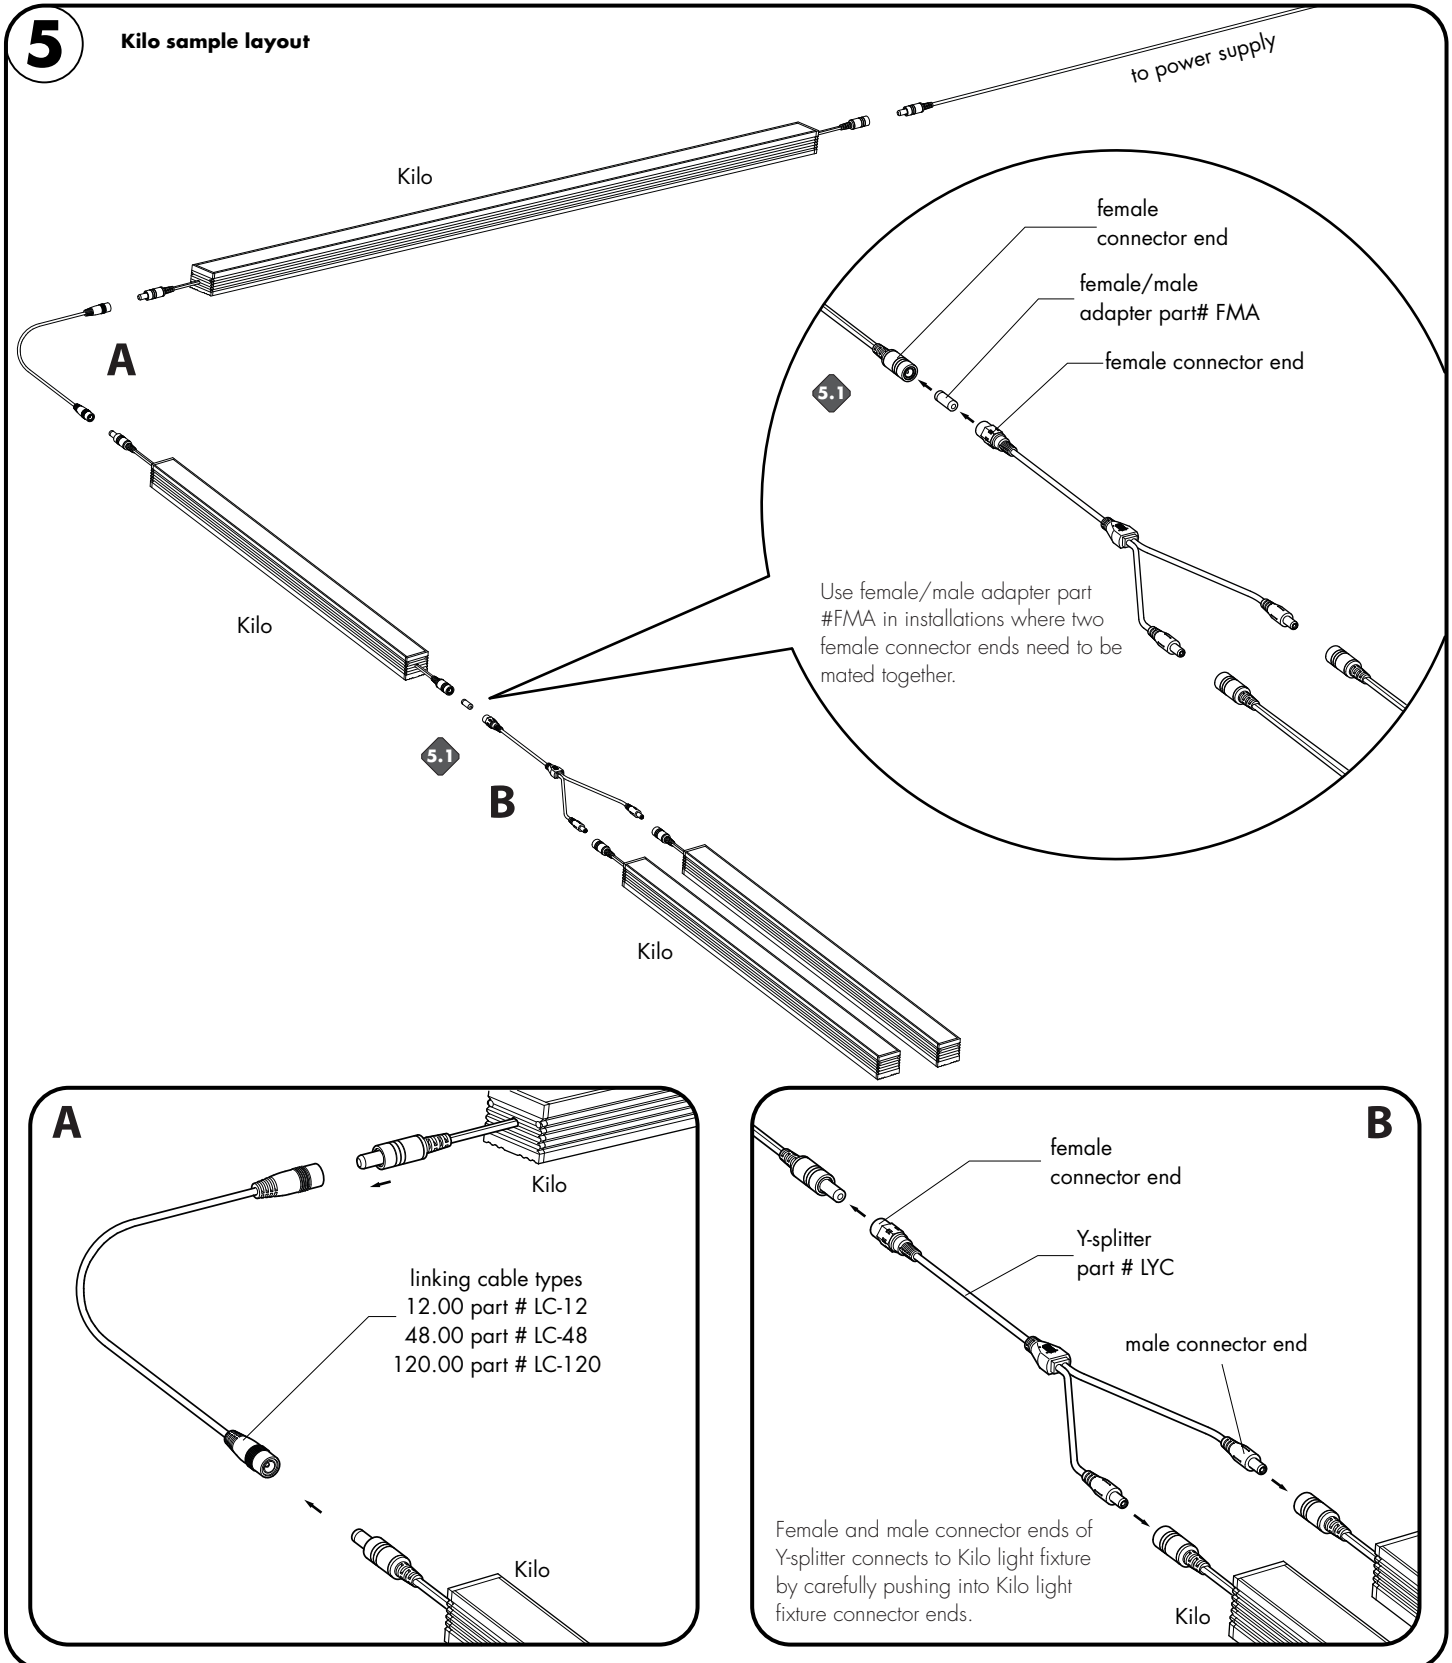 5
Kilo sample layout
to power supply
Kilo
female
connector end
female/male
adapter part# FMA
female connector end
A
5.1
Use female/male adapter part
#FMA in installations where two
female connector ends need to be
mated together.
Kilo
5.1
B
Kilo
A
Kilo
linking cable types
12.00 part # LC-12
48.00 part # LC-48
120.00 part # LC-120
Kilo
B
female
connector end
Y-splitter
part # LYC
male connector end
Female and male connector ends of
Y-splitter connects to Kilo light fixture
by carefully pushing into Kilo light
fixture connector ends.
Kilo